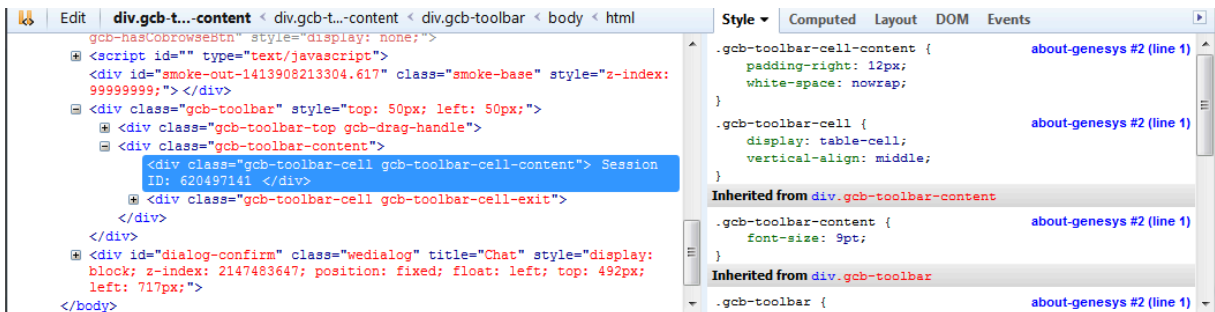 Edit div.gcb-t...-content < div.gcb-t...-content < div.gcb-toolbar < body < html
gcb-hasCobrowseBtn" style="display: none;">
<script id="" type="text/javascript">
<div id="smoke-out-1413908213304.617" class="smoke-base" style="z-index:
99999999;"></div>
<div class="gcb-toolbar" style="top: 50px; left: 50px;">
<div class="gcb-toolbar-top gcb-drag-handle">
<div class="gcb-toolbar-content">
<div class="gcb-toolbar-cell gcb-toolbar-cell-content"> Session
ID: 620497141 </div>
<div class="gcb-toolbar-cell gcb-toolbar-cell-exit">
</div>
</div>
<div id="dialog-confirm" class="wedialog" title="Chat" style="display:
block; z-index: 2147483647; position: fixed; float: left; top: 492px;
left: 717px;">
</body>
Style Computed Layout DOM Events
.gcb-toolbar-cell-content { about-genesys #2 (line 1)
padding-right: 12px;
white-space: nowrap;
}
.gcb-toolbar-cell { about-genesys #2 (line 1)
display: table-cell;
vertical-align: middle;
}
Inherited from div.gcb-toolbar-content
.gcb-toolbar-content { about-genesys #2 (line 1)
font-size: 9pt;
}
Inherited from div.gcb-toolbar
.gcb-toolbar { about-genesys #2 (line 1)